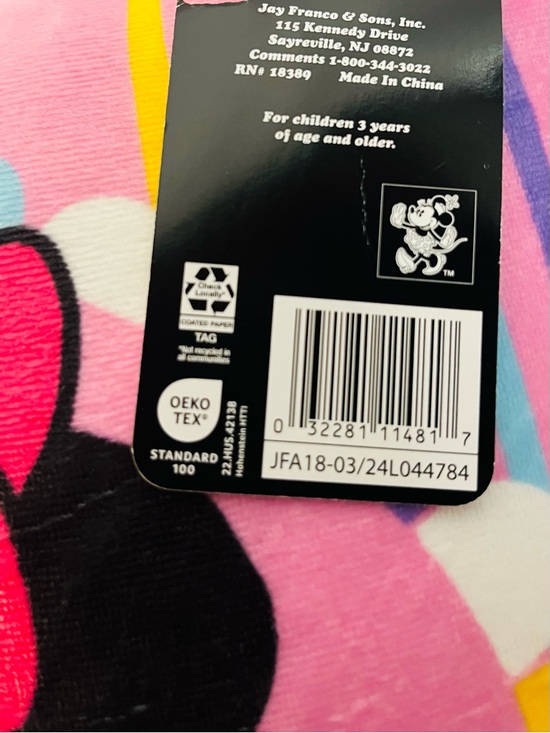 Jay Franco & Sons, Inc.
115 Kennedy Drive
Sayreville, NJ 08872
Comments 1-800-344-3022
RN# 18389 Made In China
For children 3 years
of age and older.
TM
Check
Locally*
COATED PAPER
TAG
*Not recycled in
all communities
OEKO
TEX®
STANDARD
100
22.HUS.42138
Hohenstein HTTI
0 32281 11481 7
JFA18-03/24L044784